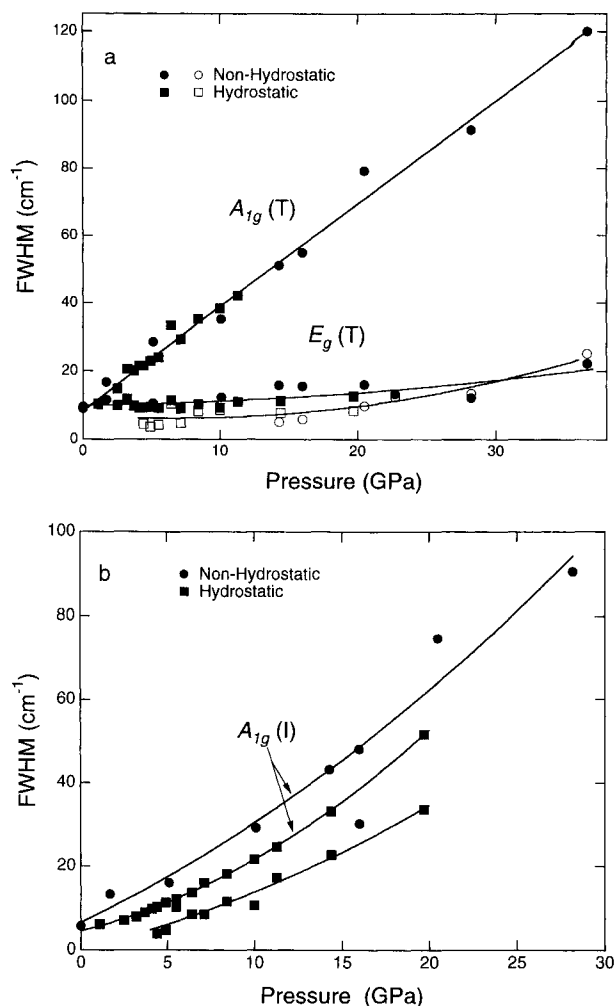 a
● ○ Non-Hydrostatic
■ □ Hydrostatic
A1g (T)
Eg (T)
120
100
80
60
40
20
0
FWHM (cm-1)
0 10 20 30
Pressure (GPa)
b
● Non-Hydrostatic
■ Hydrostatic
A1g (I)
100
80
60
40
20
0
FWHM (cm-1)
0 5 10 15 20 25 30
Pressure (GPa)